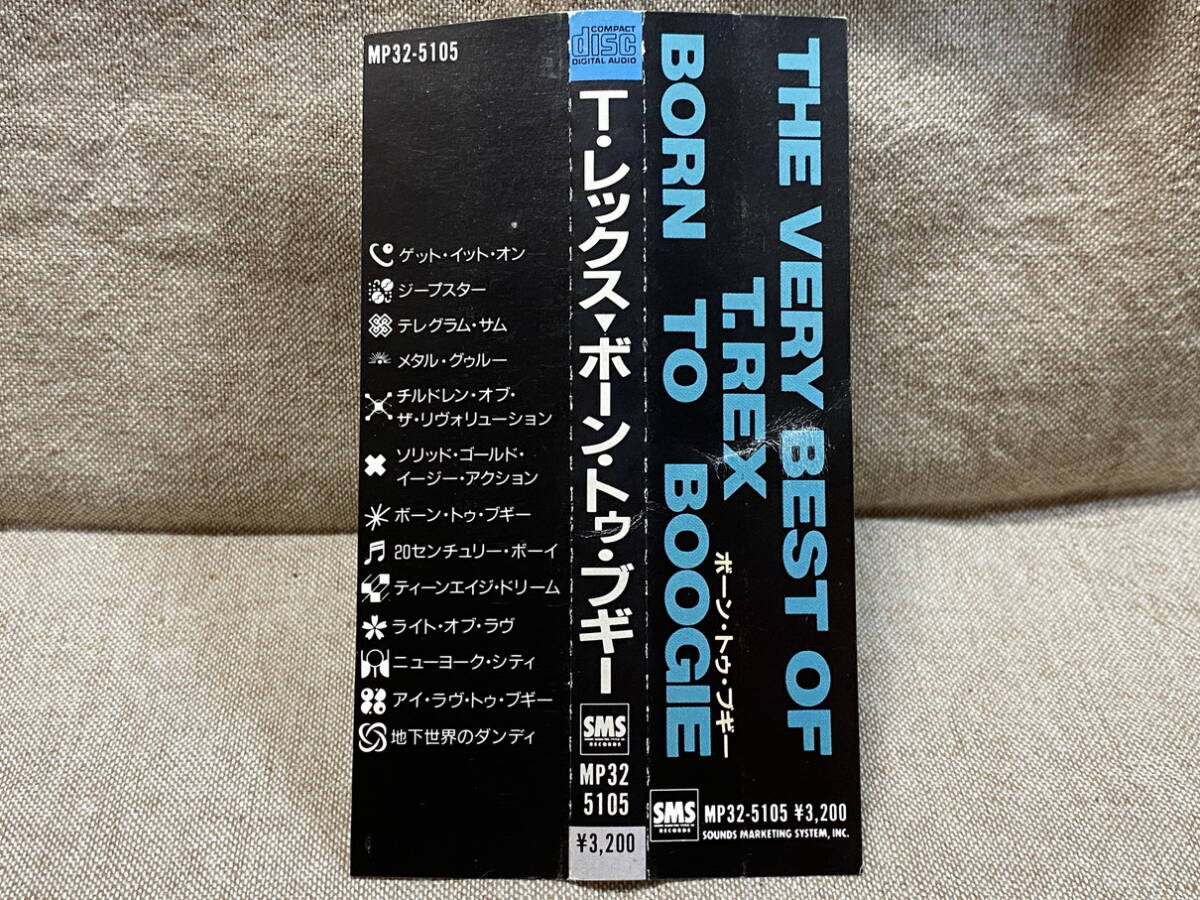 MP32-5105
ゲット・イット・オン
ジープスター
テレグラム・サム
メタル・グゥルー
チルドレン・オブ・
ザ・リヴォリューション
ソリッド・ゴールド・
イージー・アクション
ボーン・トゥ・ブギー
20センチュリー・ボーイ
ティーンエイジ・ドリーム
ライト・オブ・ラヴ
ニューヨーク・シティ
アイ・ラヴ・トゥ・ブギー
地下世界のダンディ
COMPACT
disc
DIGITAL AUDIO
T・レックス▼ボーン・トゥ・ブギー
SMS
RECORDS
MP32
5105
¥3,200
THE VERY BEST OF
T.REX
ボーン・トゥ・ブギー
BORN TO BOOGIE
SMS
RECORDS
MP32-5105 ¥3,200
SOUNDS MARKETING SYSTEM, INC.